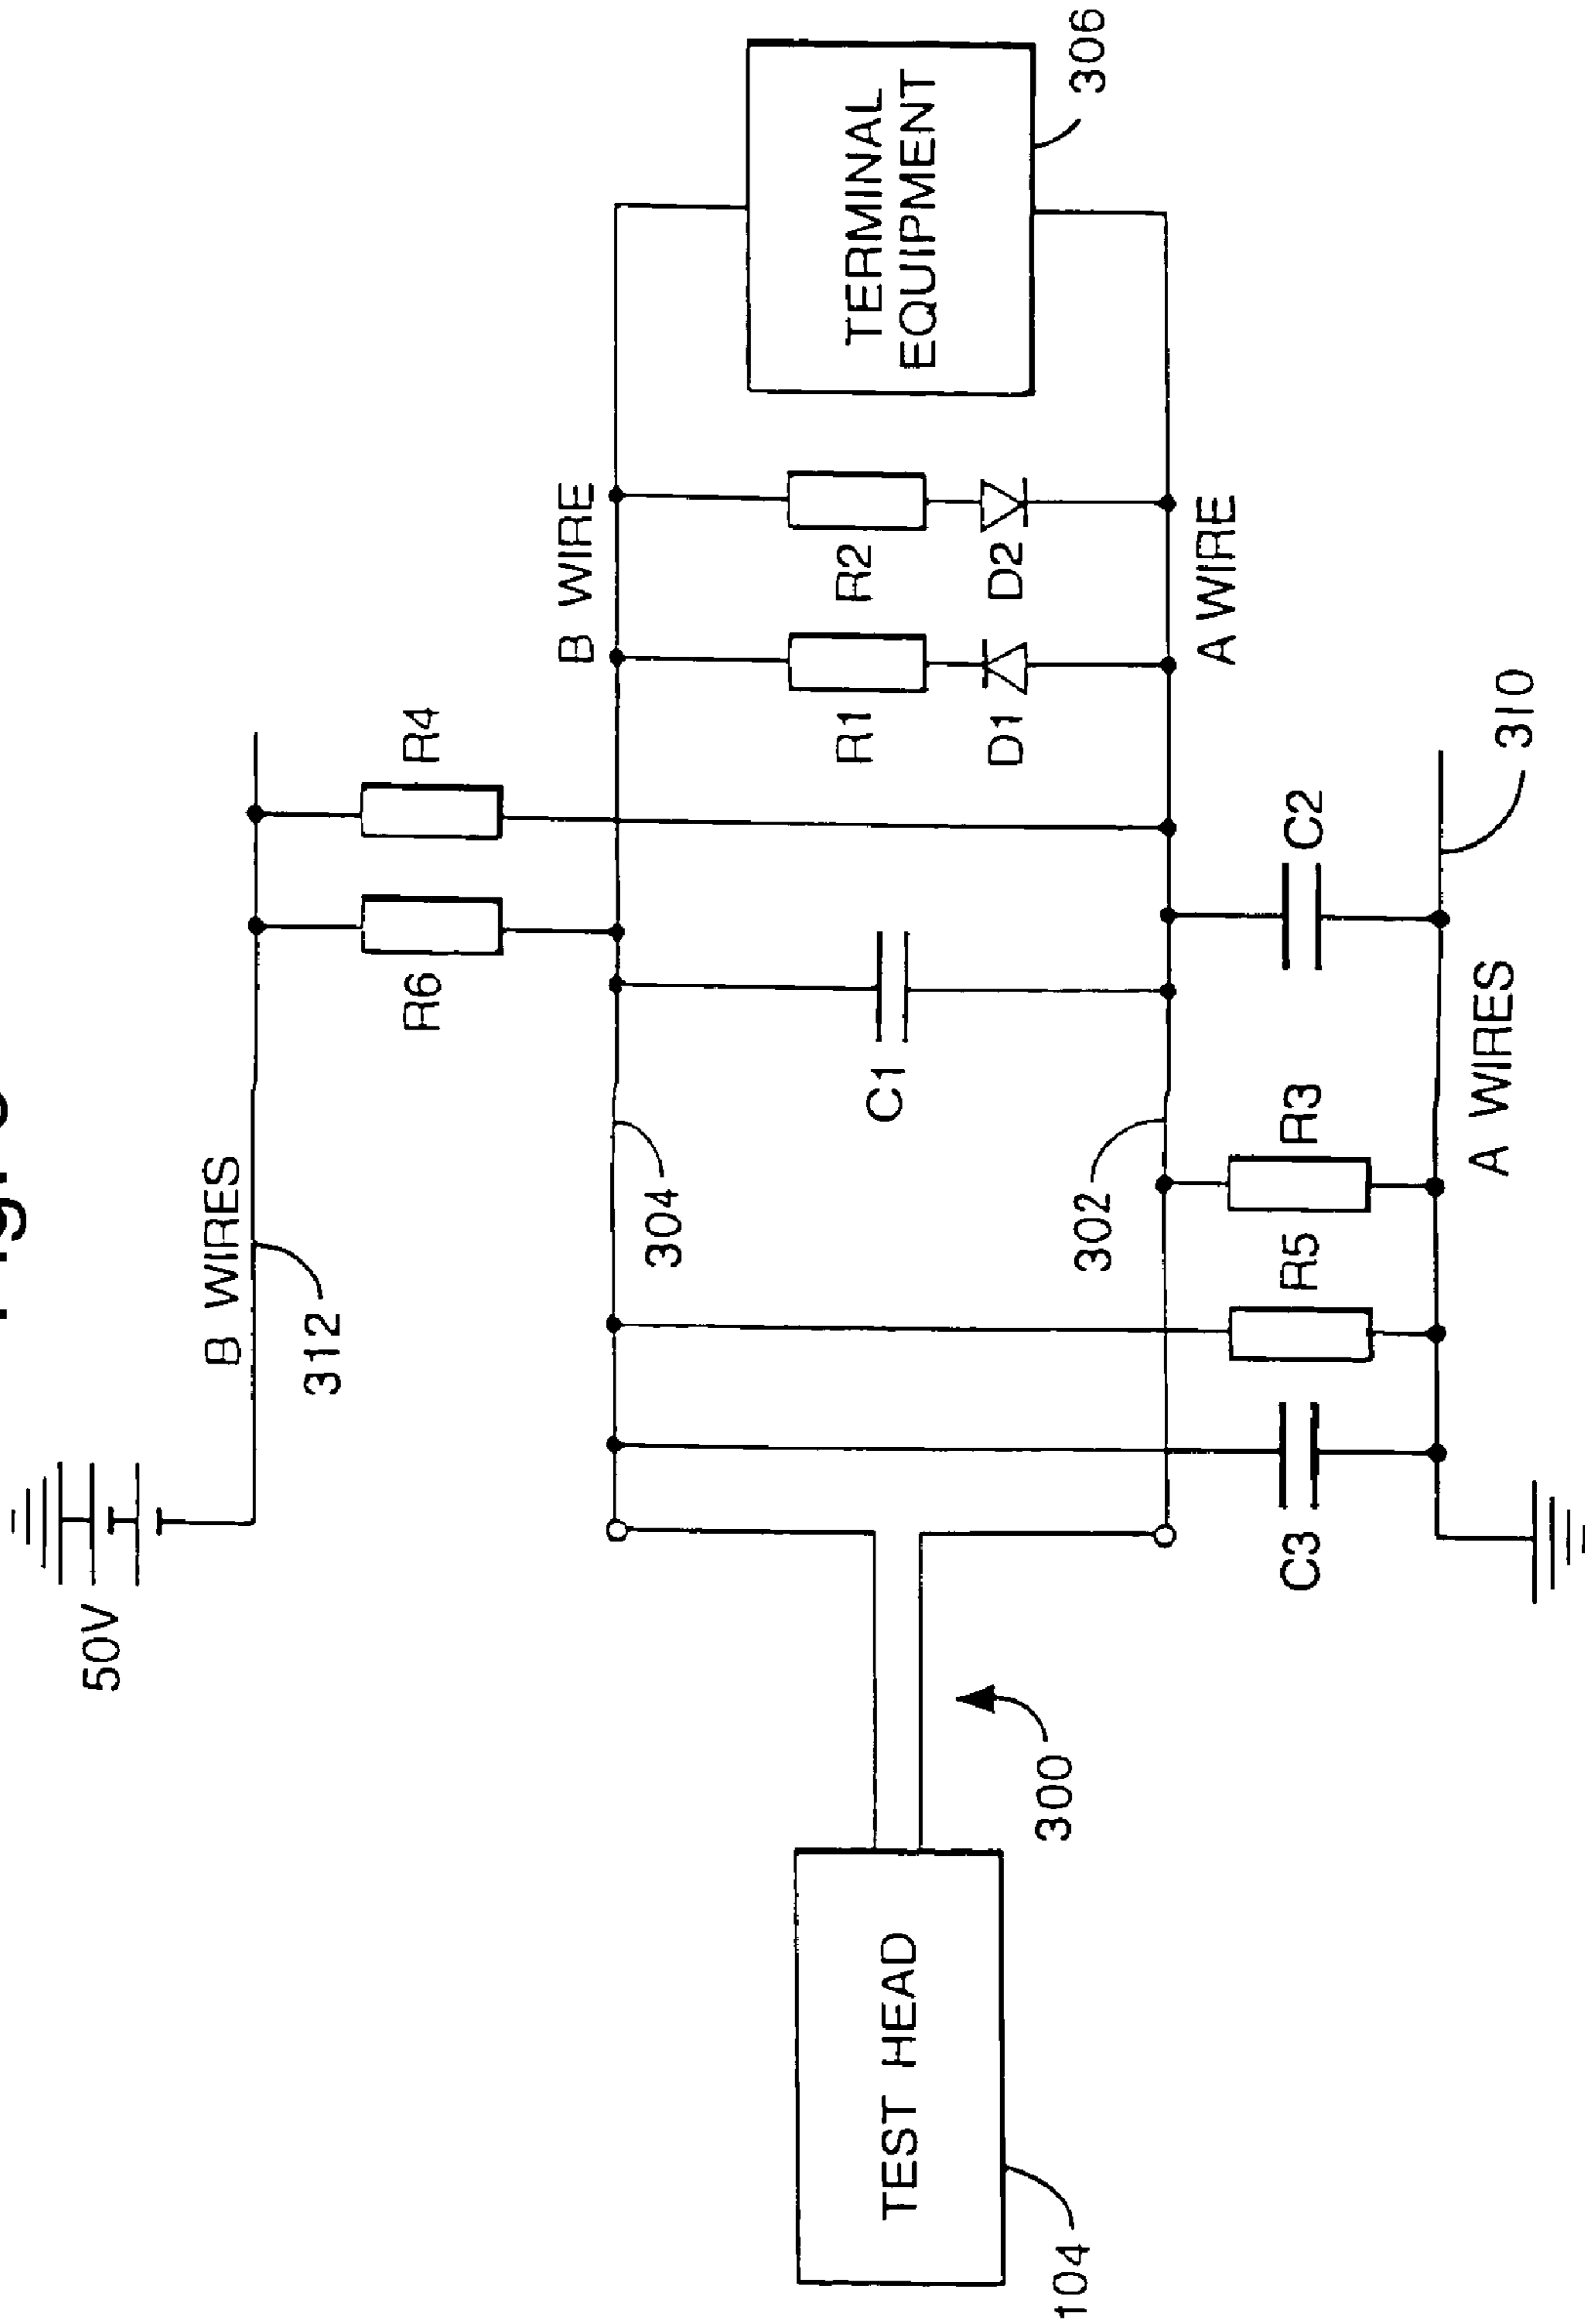 50V
B WIRES
312
R6
R4
B WIRE
304
C1
R1
R2
D1
D2
TERMINAL
EQUIPMENT
306
TEST HEAD
104
300
302
A WIRE
C3
R5
R3
C2
A WIRES
310